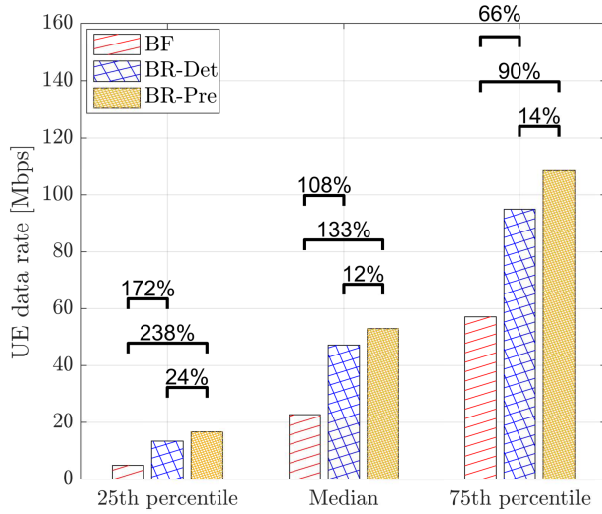 UE data rate [Mbps]
160
140
120
100
80
60
40
20
0
BF
BR-Det
BR-Pre
172%
238%
24%
108%
133%
12%
66%
90%
14%
25th percentile
Median
75th percentile